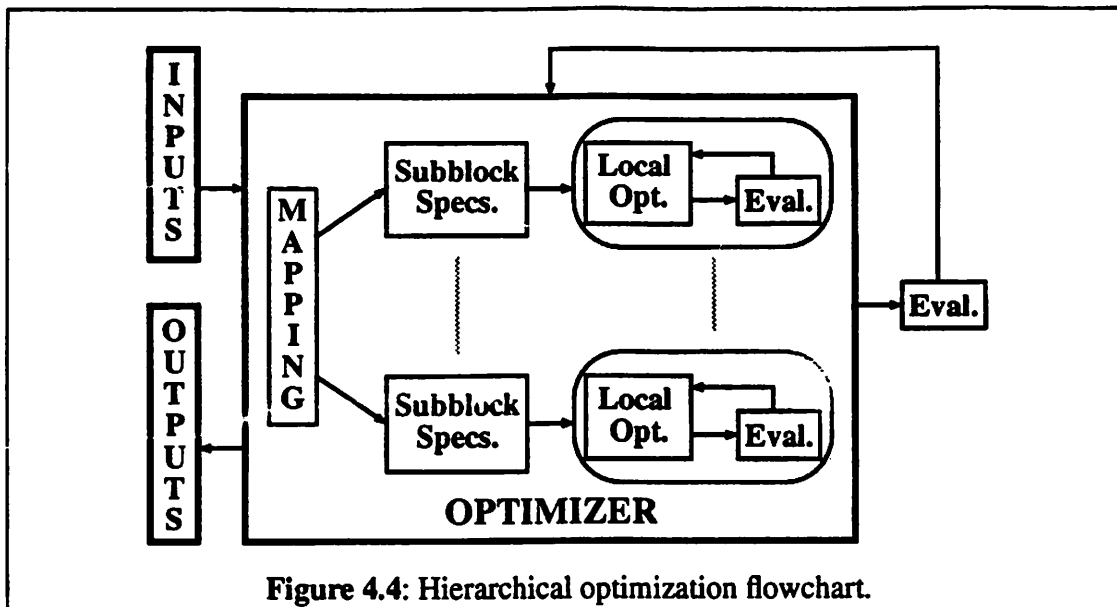 INPUTS
OUTPUTS
MAPPING
Subblock
Specs.
Local
Opt.
Eval.
Subblock
Specs.
Local
Opt.
Eval.
Eval.
OPTIMIZER
Figure 4.4: Hierarchical optimization flowchart.